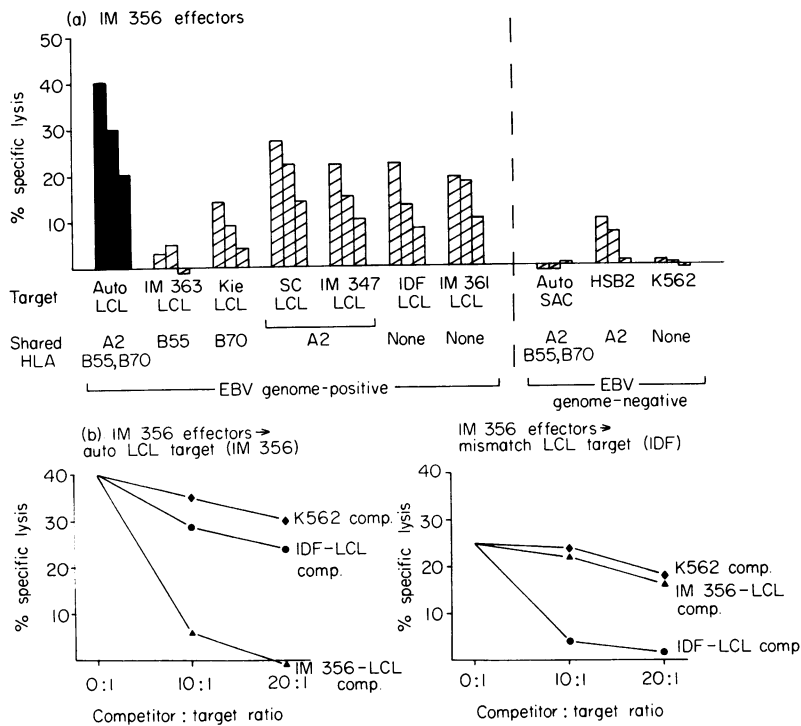 (a) IM 356 effectors
% specific lysis
50
40
30
20
10
Target
Auto LCL
IM 363 LCL
Kie LCL
SC LCL
IM 347 LCL
IDF LCL
IM 361 LCL
Auto SAC
HSB2
K562
Shared HLA
A2 B55,B70
B55
B70
A2
None
None
A2 B55,B70
A2
None
EBV genome-positive
EBV genome-negative
(b) IM 356 effectors →
auto LCL target (IM 356)
% specific lysis
40
30
20
10
K562 comp.
IDF-LCL comp.
IM 356-LCL comp.
0:1 10:1 20:1
Competitor : target ratio
IM 356 effectors →
mismatch LCL target (IDF)
% specific lysis
40
30
20
10
K562 comp.
IM 356-LCL comp.
IDF-LCL comp
0:1 10:1 20:1
Competitor : target ratio